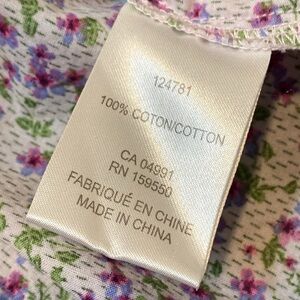 124781
100% COTON/COTTON
CA 04991
RN 159550
FABRIQUÉ EN CHINE
MADE IN CHINA